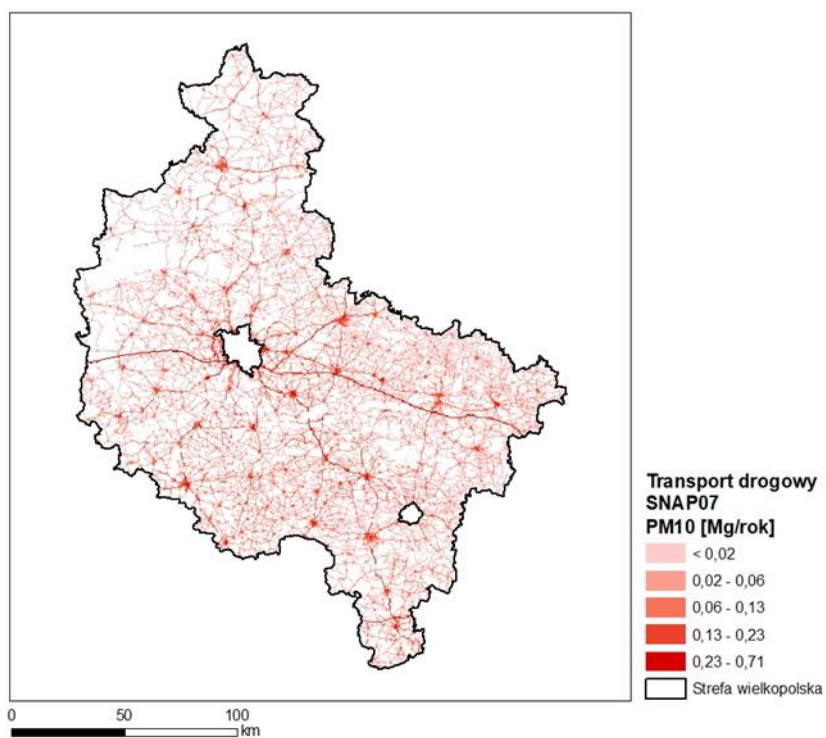 Transport drogowy
SNAP07
PM10 [Mg/rok]
< 0,02
0,02 - 0,06
0,06 - 0,13
0,13 - 0,23
0,23 - 0,71
Strefa wielkopolska
0 50 100
km